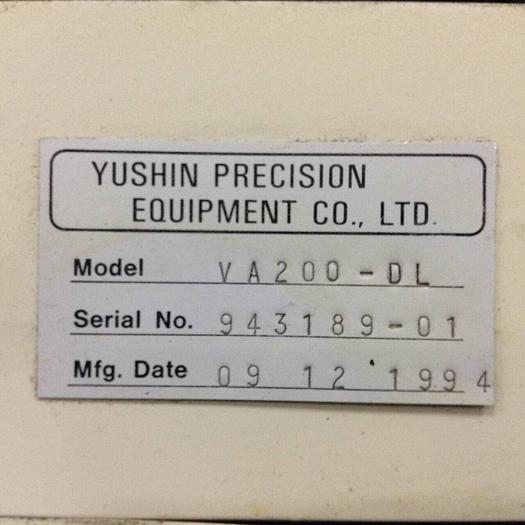 YUSHIN PRECISION
EQUIPMENT CO., LTD.
Model VA200-DL
Serial No. 943189-01
Mfg. Date 09 12 '1994